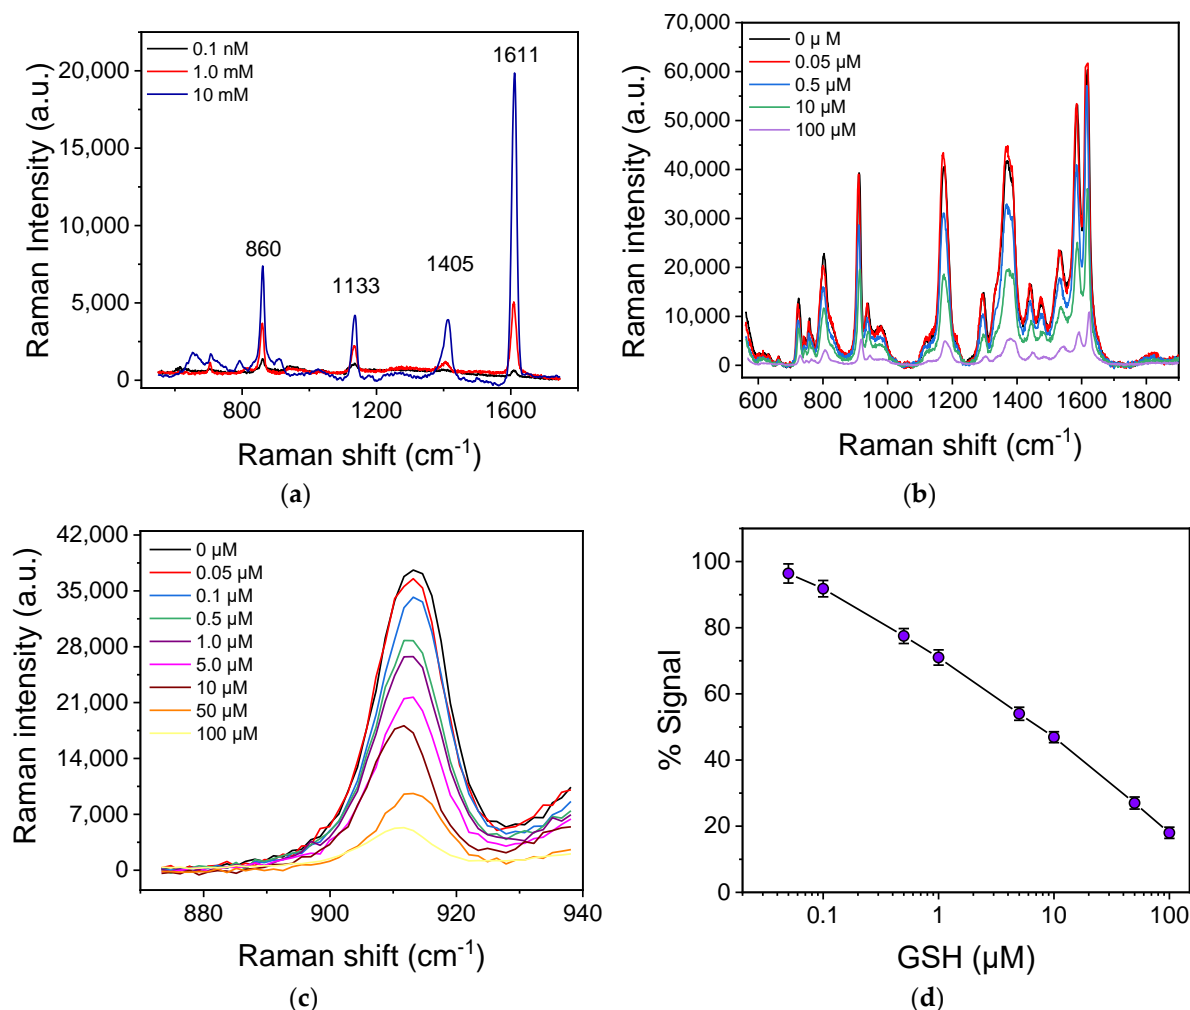 0.1 nM
1.0 mM
10 mM
20,000
15,000
10,000
5,000
0
860
1133
1405
1611
800
1200
1600
Raman Intensity (a.u.)
Raman shift (cm-1)
(a)
70,000
60,000
50,000
40,000
30,000
20,000
10,000
0
0 µ M
0.05 µM
0.5 µM
10 µM
100 µM
600 800 1000 1200 1400 1600 1800
Raman intensity (a.u.)
Raman shift (cm-1)
(b)
42,000
35,000
28,000
21,000
14,000
7,000
0
0 µM
0.05 µM
0.1 µM
0.5 µM
1.0 µM
5.0 µM
10 µM
50 µM
100 µM
880 900 920 940
Raman intensity (a.u.)
Raman shift (cm-1)
(c)
100
80
60
40
20
0
% Signal
0.1 1 10 100
GSH (µM)
(d)